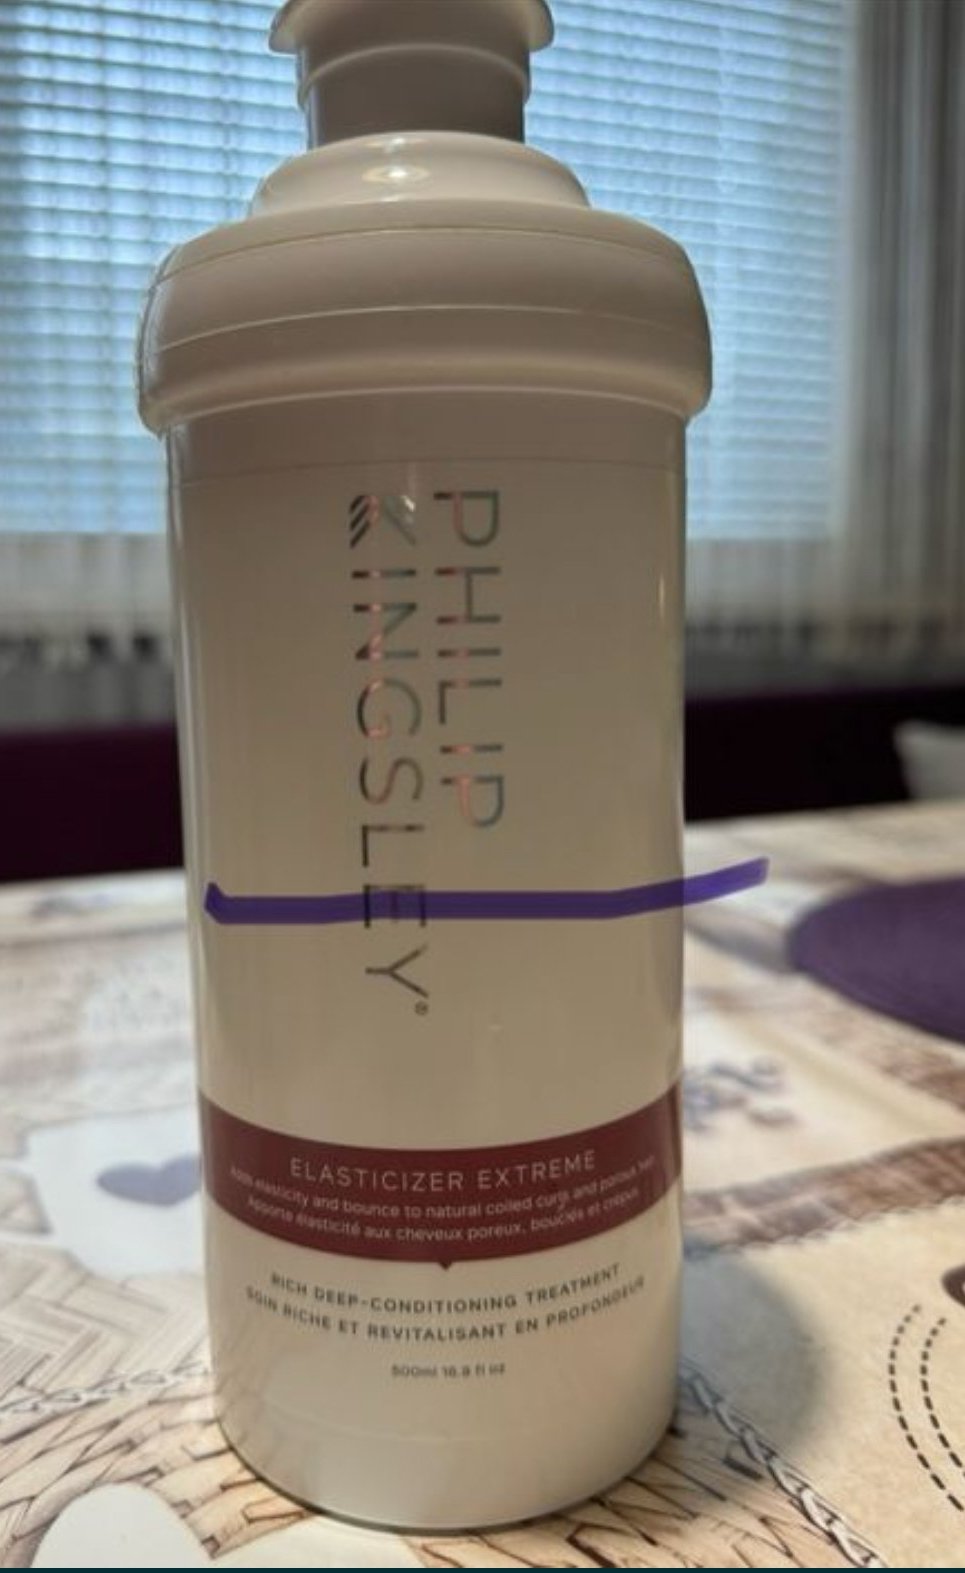 PHILIP
KINGSLEY®
ELASTICIZER EXTREME
Adds elasticity and bounce to natural coiled curls and porous hair
Apporte élasticité aux cheveux poreux, bouclés et crépus
RICH DEEP-CONDITIONING TREATMENT
SOIN RICHE ET REVITALISANT EN PROFONDEUR
500ml 16.9 fl oz